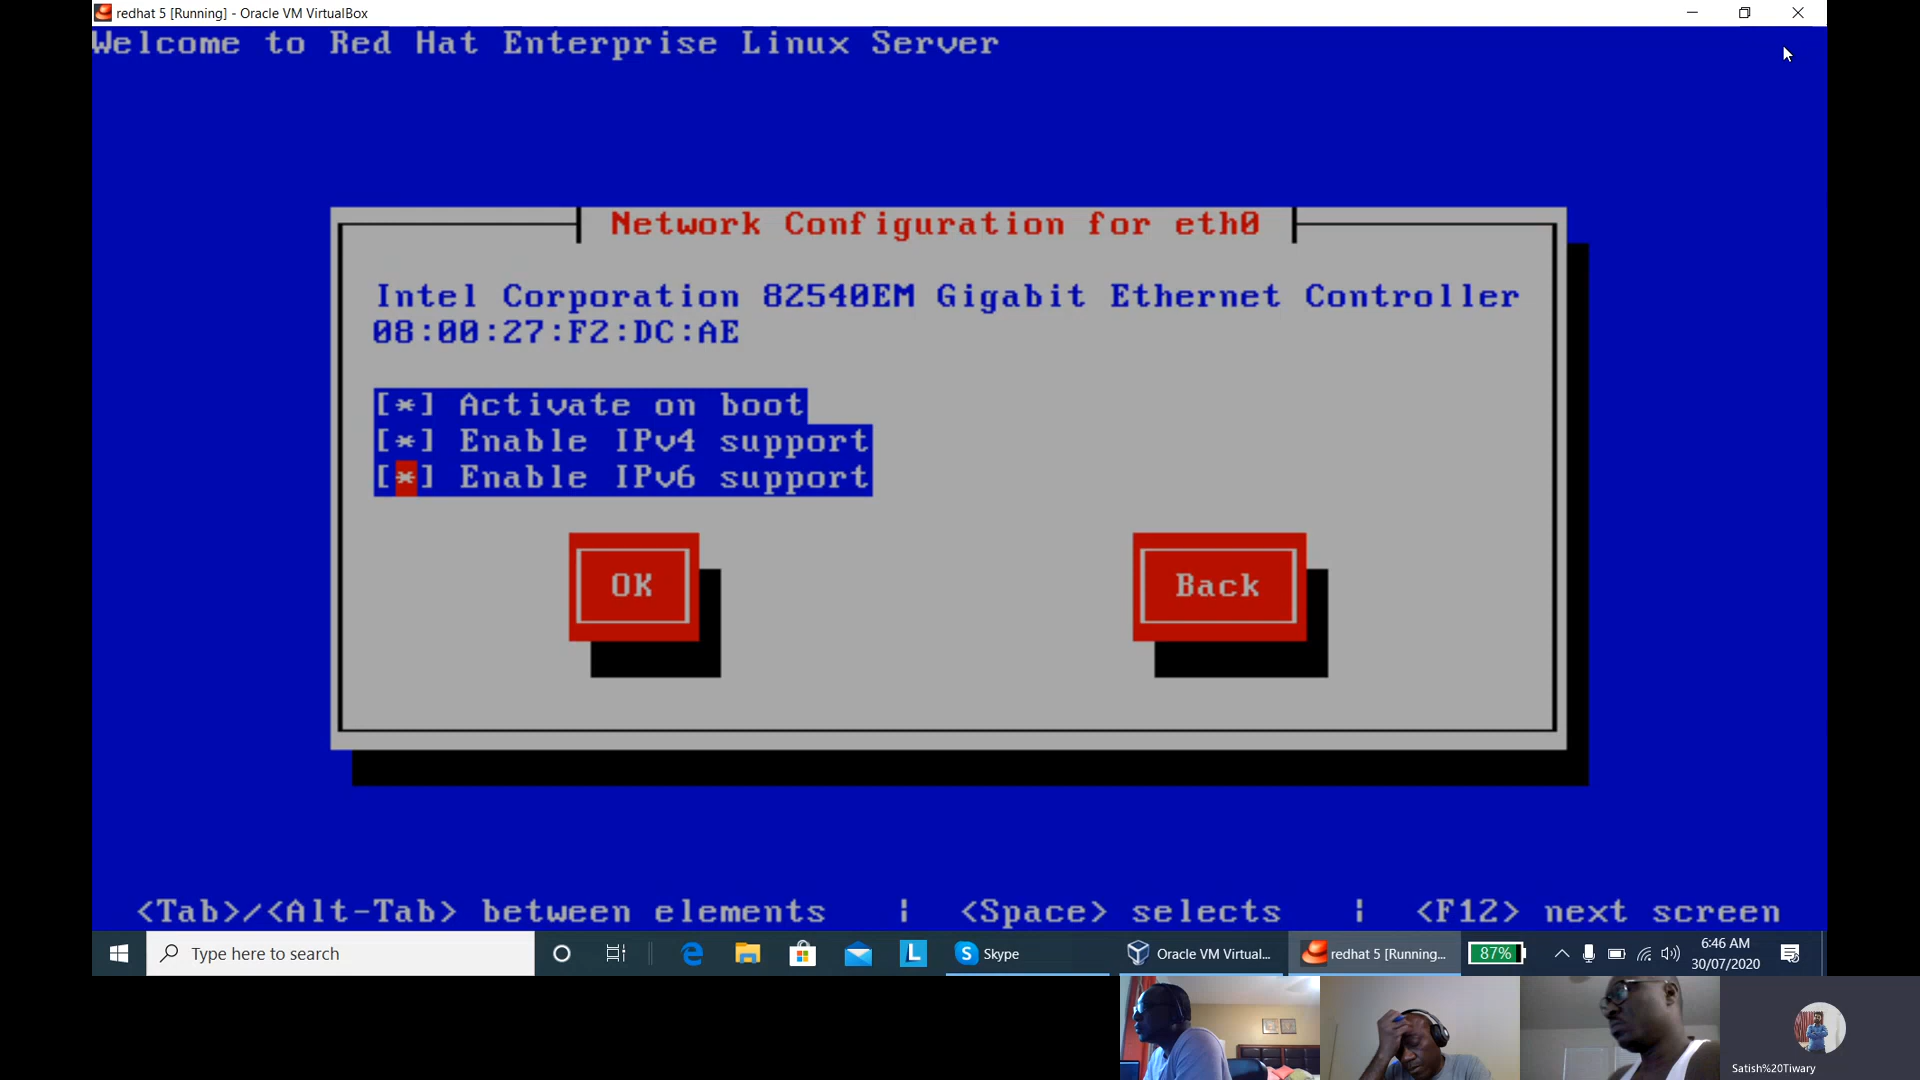 redhat 5 [Running] - Oracle VM VirtualBox
Welcome to Red Hat Enterprise Linux Server
Network Configuration for eth0
Intel Corporation 82540EM Gigabit Ethernet Controller
08:00:27:F2:DC:AE
[*] Activate on boot
[*] Enable IPv4 support
[*] Enable IPv6 support
OK
Back
<Tab>/<Alt-Tab> between elements | <Space> selects | <F12> next screen
Type here to search
L
Skype
Oracle VM Virtual...
redhat 5 [Running...
87%
6:46 AM
30/07/2020
Satish%20Tiwary